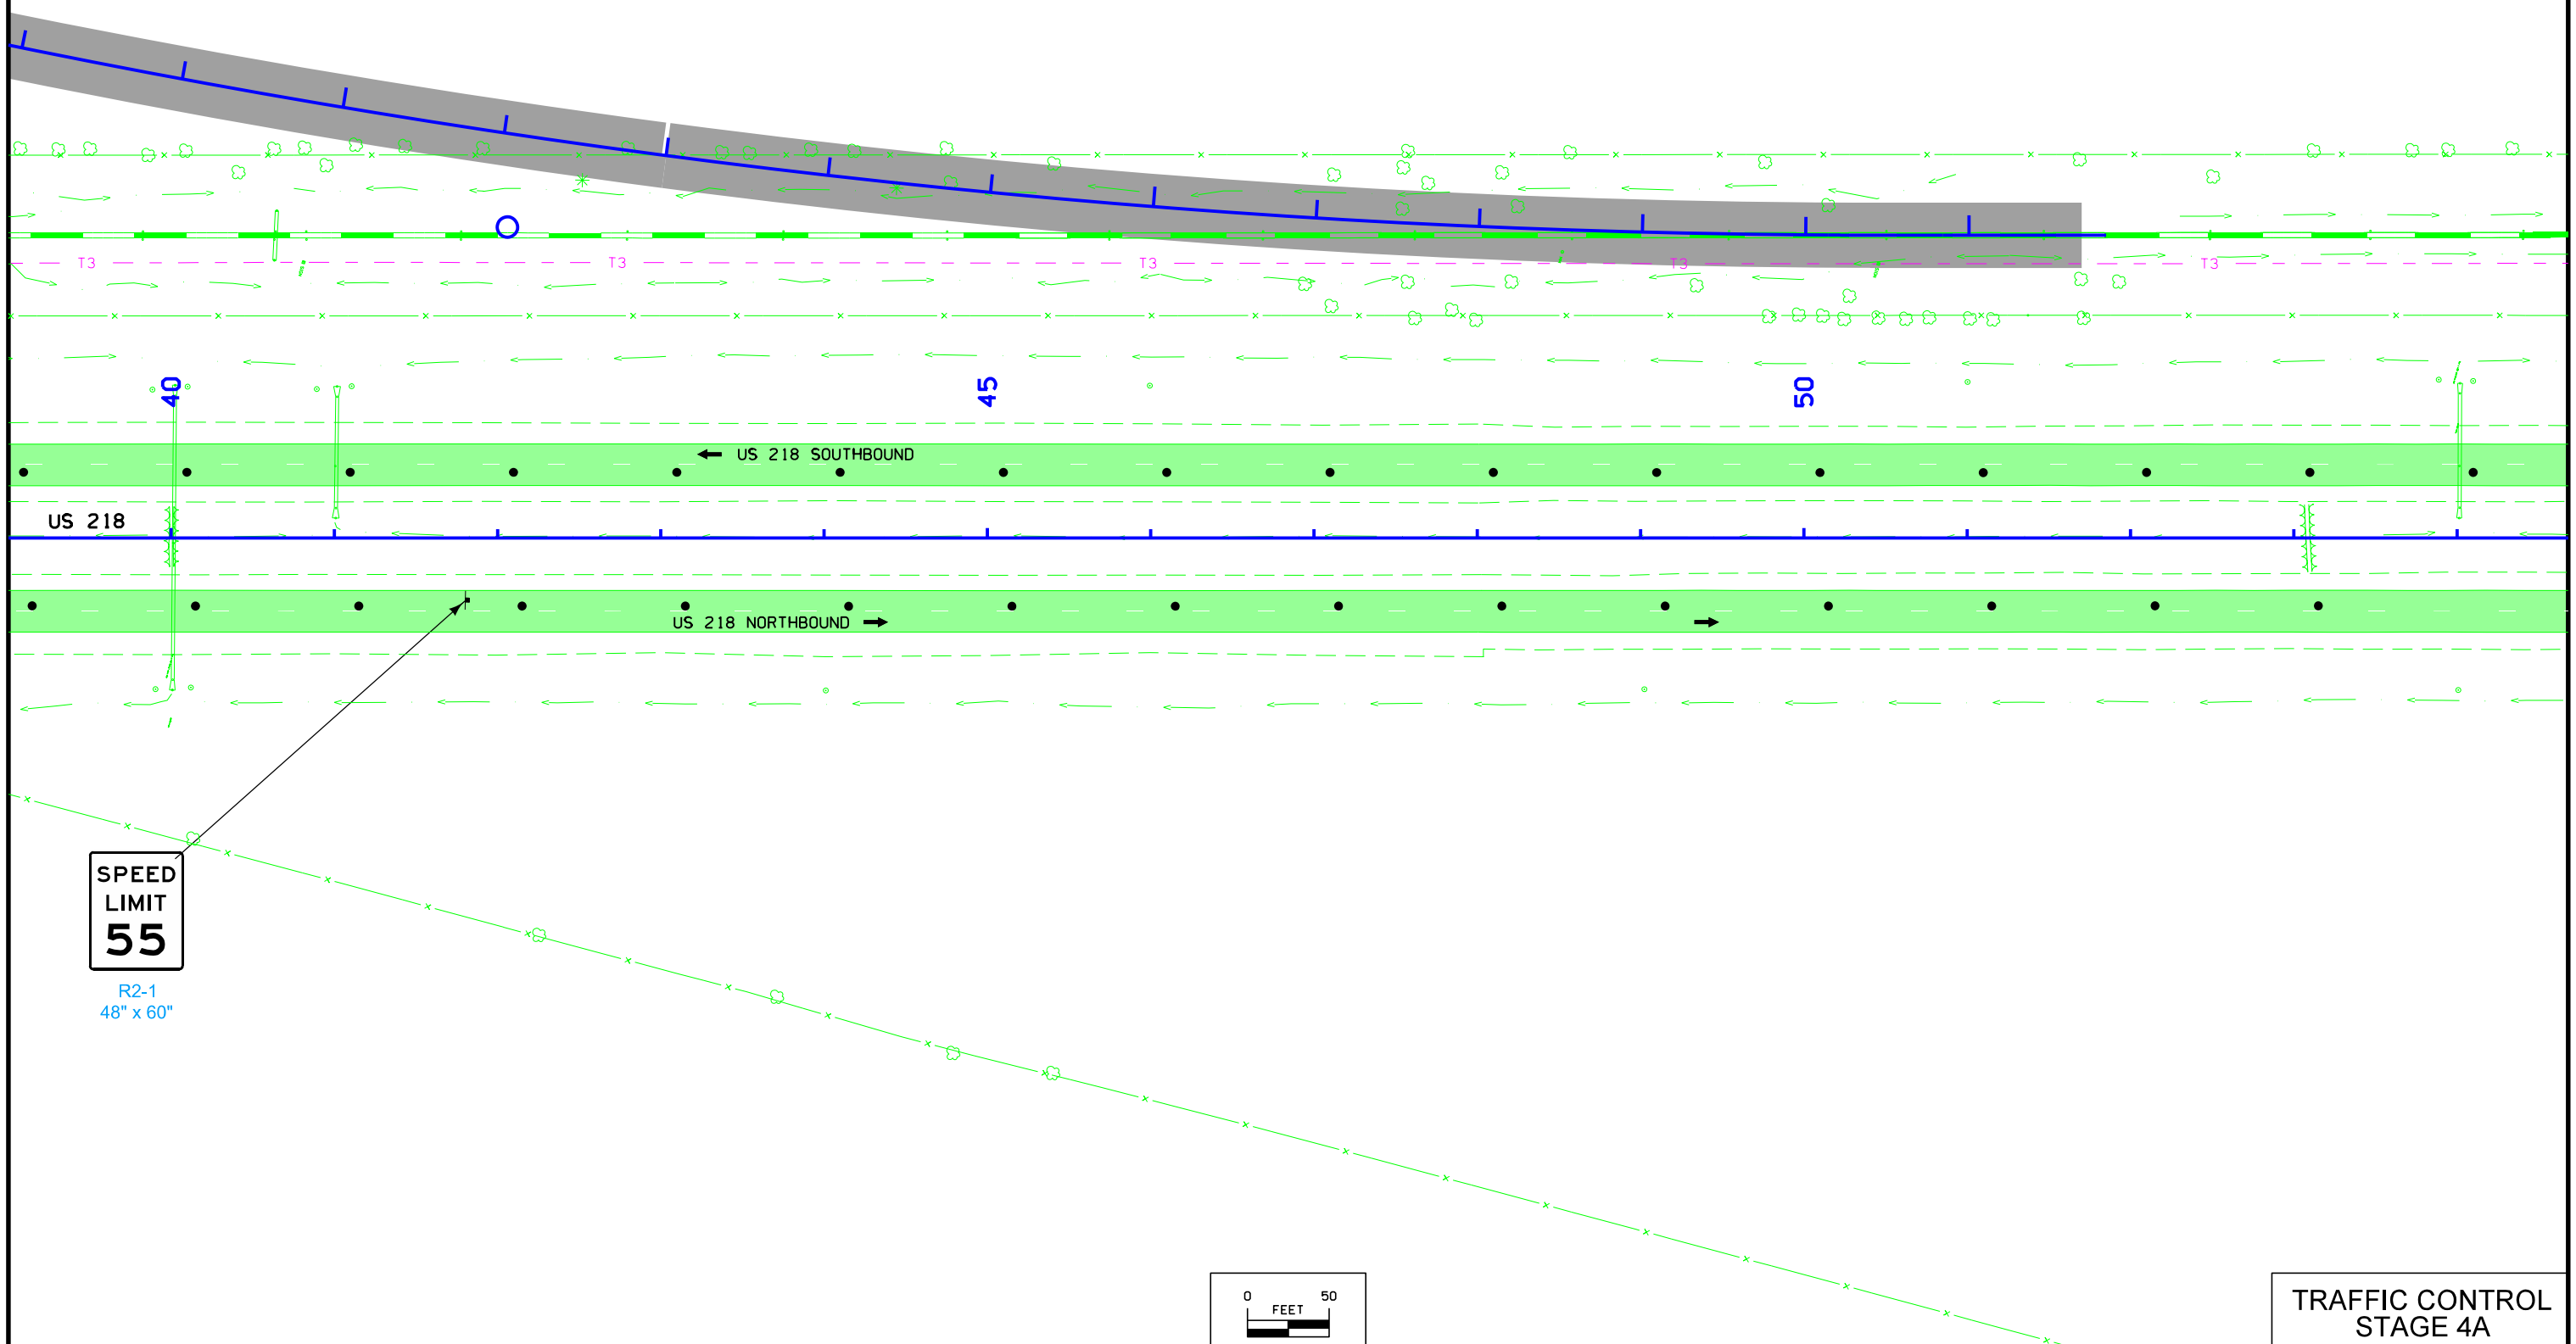 T3 T3 T3 T3 T3
40 45 50
US 218 SOUTHBOUND
US 218
US 218 NORTHBOUND
SPEED
LIMIT
55
R2-1
48" x 60"
0 50
FEET
TRAFFIC CONTROL
STAGE 4A